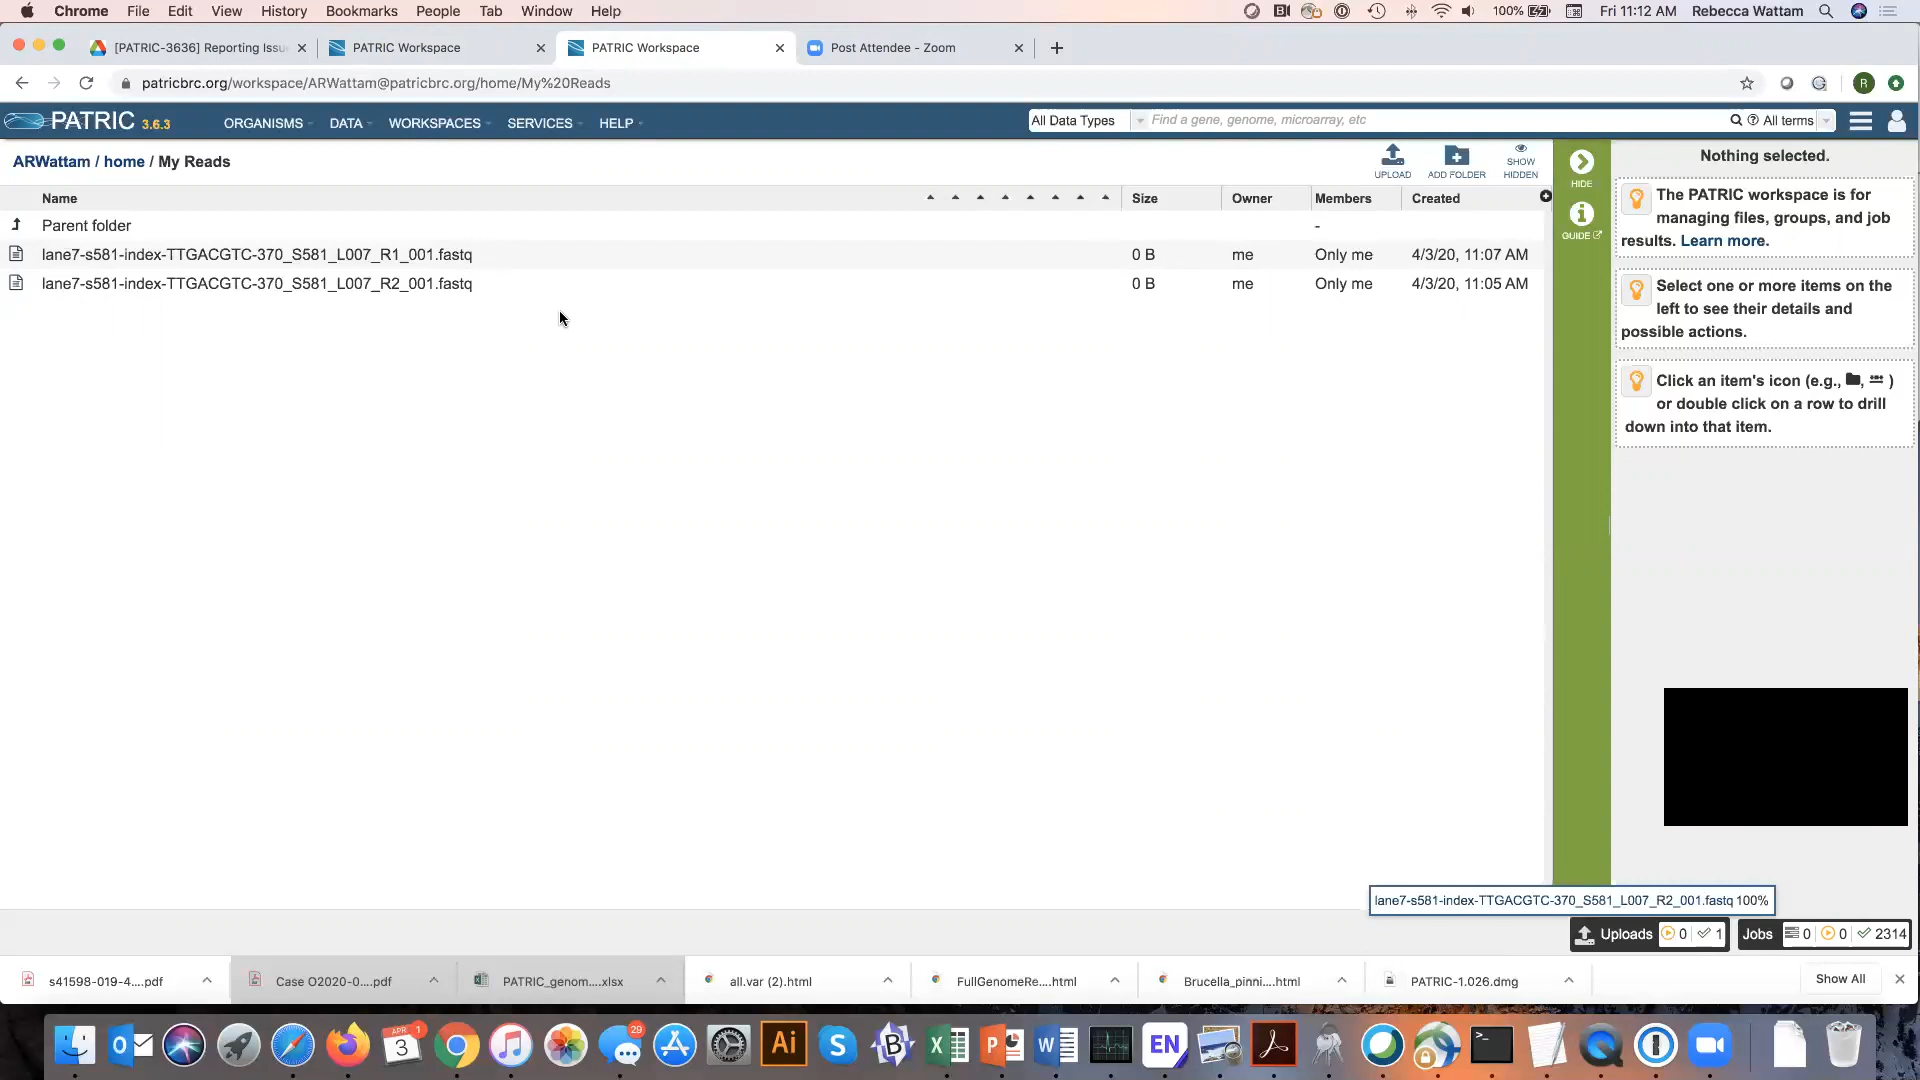 Chrome File Edit View History Bookmarks People Tab Window Help 100% Fri 11:12 AM Rebecca Wattam
[PATRIC-3636] Reporting Issu PATRIC Workspace PATRIC Workspace Post Attendee - Zoom
patricbrc.org/workspace/ARWattam@patricbrc.org/home/My%20Reads R
PATRIC 3.6.3 ORGANISMS DATA WORKSPACES SERVICES HELP All Data Types Find a gene, genome, microarray, etc All terms
ARWattam / home / My Reads
UPLOAD ADD FOLDER SHOW HIDDEN
HIDE
GUIDE
Name Size Owner Members Created
Parent folder -
lane7-s581-index-TTGACGTC-370_S581_L007_R1_001.fastq 0 B me Only me 4/3/20, 11:07 AM
lane7-s581-index-TTGACGTC-370_S581_L007_R2_001.fastq 0 B me Only me 4/3/20, 11:05 AM
Nothing selected.
The PATRIC workspace is for
managing files, groups, and job
results. Learn more.
Select one or more items on the
left to see their details and
possible actions.
Click an item's icon (e.g., , )
or double click on a row to drill
down into that item.
lane7-s581-index-TTGACGTC-370_S581_L007_R2_001.fastq 100%
Uploads 0 1 Jobs 0 0 2314
s41598-019-4....pdf Case O2020-0....pdf PATRIC_genom....xlsx all.var (2).html FullGenomeRe....html Brucella_pinni....html PATRIC-1.026.dmg Show All
APR 3 1 29 Ai S B X P W EN